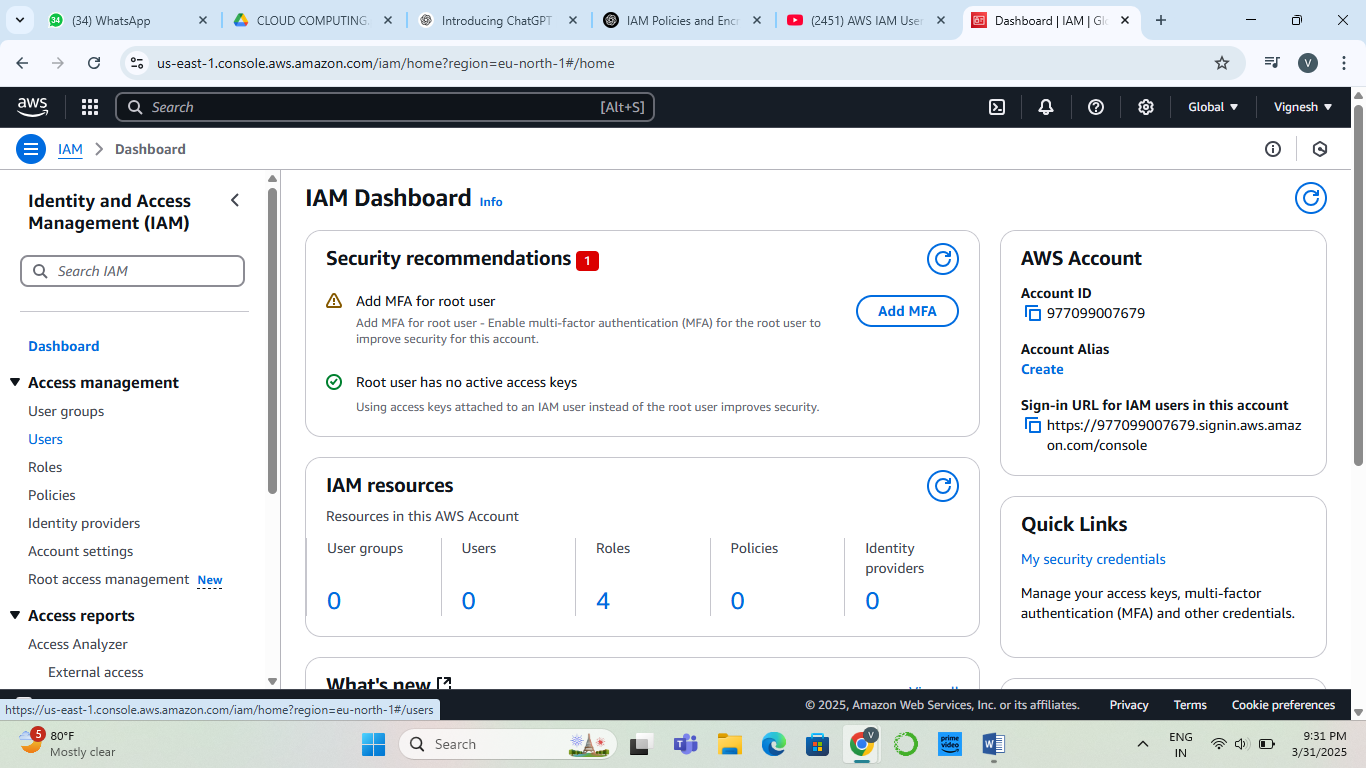 (34) WhatsApp
CLOUD COMPUTING.
Introducing ChatGPT
IAM Policies and Encr
(2451) AWS IAM User
Dashboard | IAM | Glo
us-east-1.console.aws.amazon.com/iam/home?region=eu-north-1#/home
V
aws
Search [Alt+S]
Global
Vignesh
IAM > Dashboard
Identity and Access
Management (IAM)
Search IAM
Dashboard
Access management
User groups
Users
Roles
Policies
Identity providers
Account settings
Root access management New
Access reports
Access Analyzer
External access
IAM Dashboard Info
Security recommendations 1
Add MFA for root user
Add MFA for root user - Enable multi-factor authentication (MFA) for the root user to
improve security for this account.
Add MFA
Root user has no active access keys
Using access keys attached to an IAM user instead of the root user improves security.
IAM resources
Resources in this AWS Account
User groups
0
Users
0
Roles
4
Policies
0
Identity
providers
0
What's new
AWS Account
Account ID
977099007679
Account Alias
Create
Sign-in URL for IAM users in this account
https://977099007679.signin.aws.amaz
on.com/console
Quick Links
My security credentials
Manage your access keys, multi-factor
authentication (MFA) and other credentials.
https://us-east-1.console.aws.amazon.com/iam/home?region=eu-north-1#/users
© 2025, Amazon Web Services, Inc. or its affiliates.
Privacy
Terms
Cookie preferences
5
80°F
Mostly clear
Search
V
prime
video
ENG
IN
9:31 PM
3/31/2025